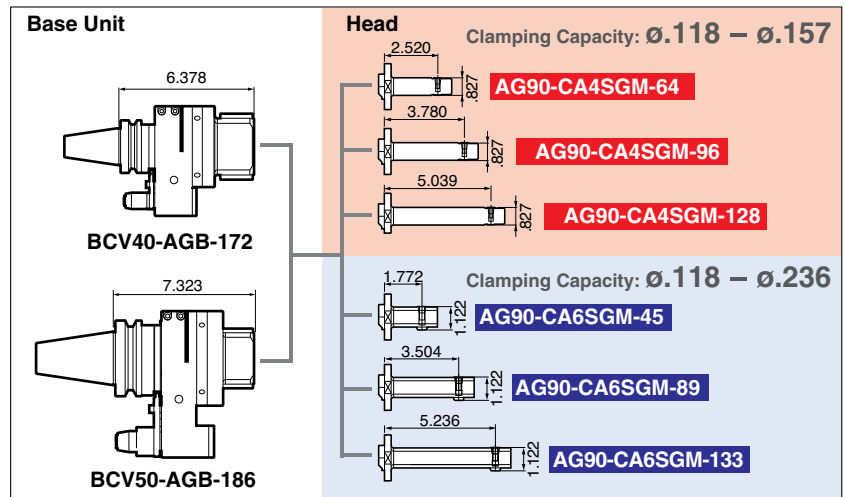 Base Unit
6.378
BCV40-AGB-172
7.323
BCV50-AGB-186
Head
Clamping Capacity: ø.118 – ø.157
2.520
.827
AG90-CA4SGM-64
3.780
.827
AG90-CA4SGM-96
5.039
.827
AG90-CA4SGM-128
Clamping Capacity: ø.118 – ø.236
1.772
1.122
AG90-CA6SGM-45
3.504
1.122
AG90-CA6SGM-89
5.236
1.122
AG90-CA6SGM-133